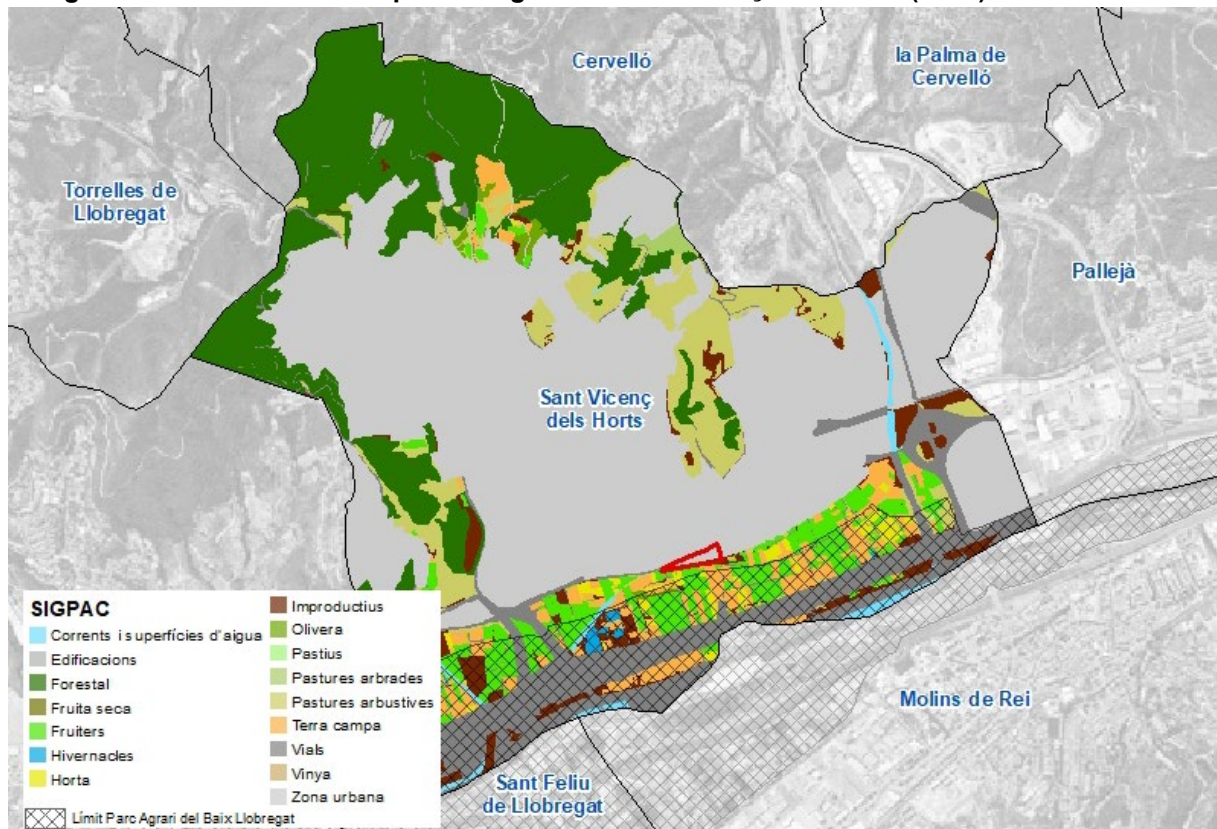 Cervelló
la Palma de
Cervelló
Torrelles de
Llobregat
Pallejà
Sant Vicenç
dels Horts
Molins de Rei
Sant Feliu
de Llobregat
SIGPAC
Corrents i superfícies d'aigua
Edificacions
Forestal
Fruita seca
Fruiters
Hivernacles
Horta
Improductius
Olivera
Pastius
Pastures arbrades
Pastures arbustives
Terra campa
Vials
Vinya
Zona urbana
Límit Parc Agrari del Baix Llobregat